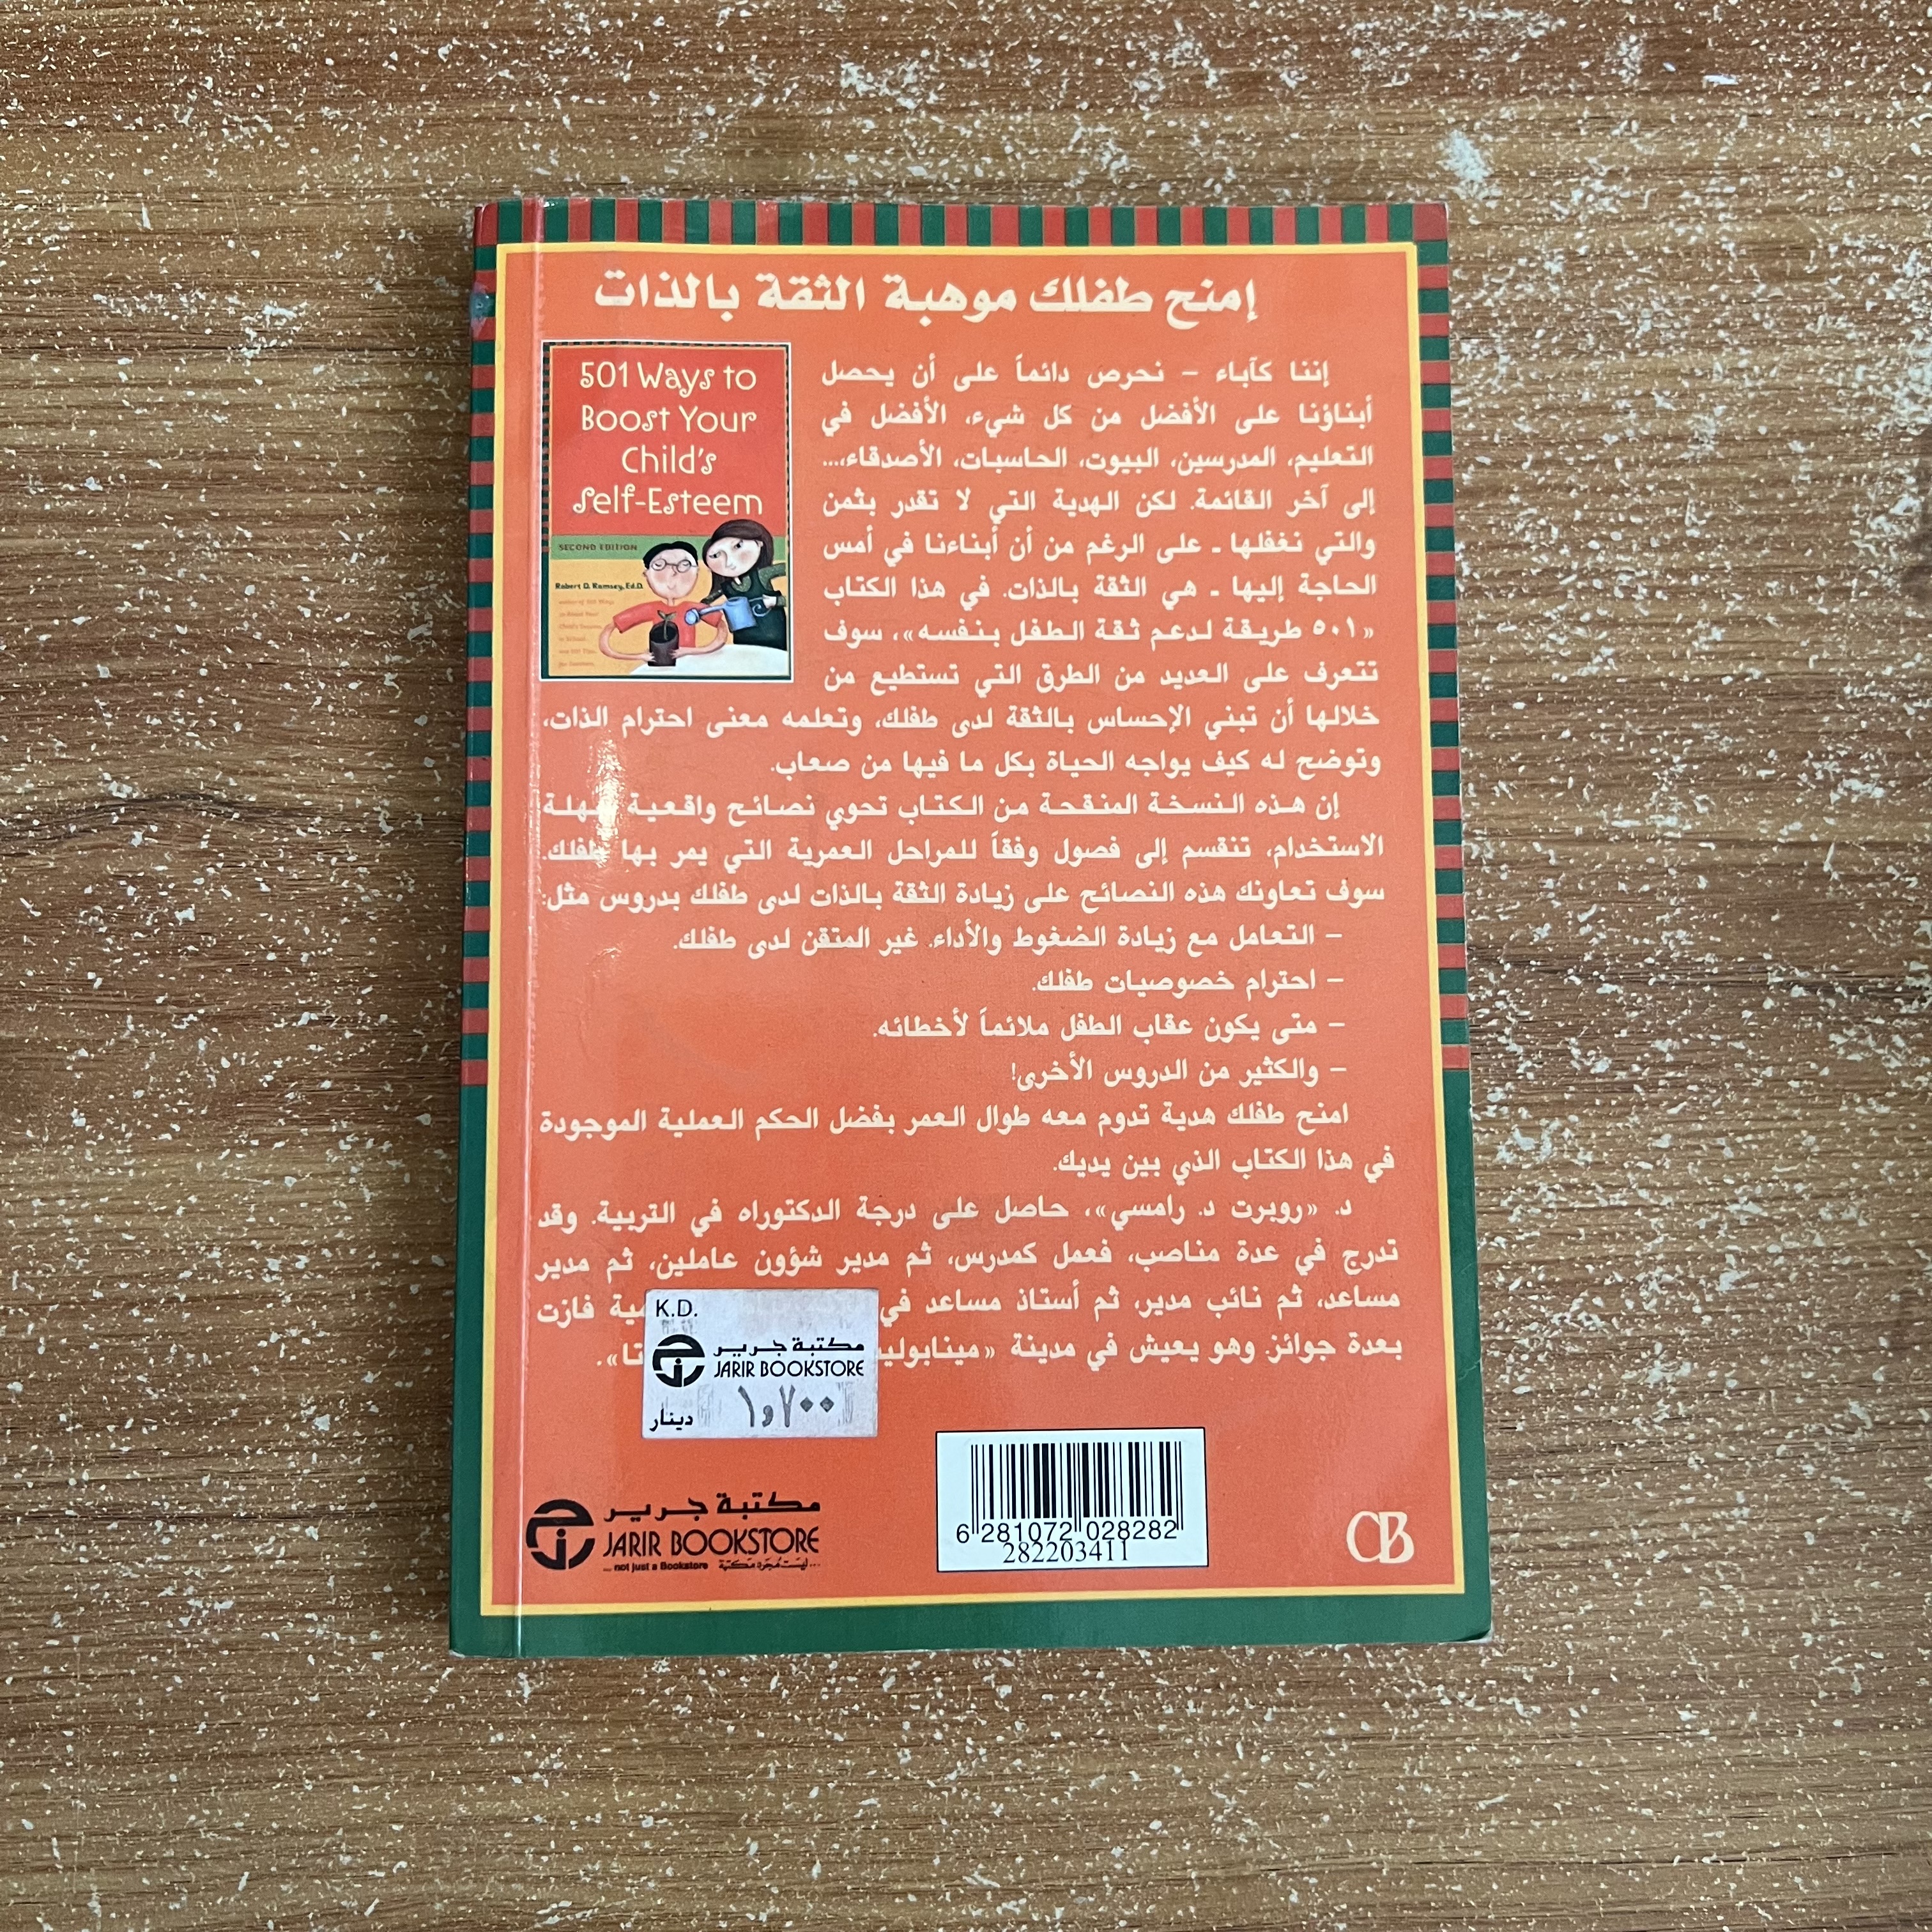 إمنح طفلك موهبة الثقة بالذات
501 Ways to
Boost Your
Child's
Self-Esteem
SECOND EDITION
Robert D. Ramsey, Ed.D.
إننا كآباء – نحرص دائماً على أن يحصل
أبناؤنا على الأفضل من كل شيء، الأفضل في
التعليم، المدرسين، البيوت، الحاسبات، الأصدقاء،...
إلى آخر القائمة. لكن الهدية التي لا تقدر بثمن
والتي نغفلها - على الرغم من أن أبناءنا في أمس
الحاجة إليها - هي الثقة بالذات. في هذا الكتاب
«٥٠١ طريقة لدعم ثقة الطفل بنفسه»، سوف
تتعرف على العديد من الطرق التي تستطيع من
خلالها أن تبني الإحساس بالثقة لدى طفلك، وتعلمه معنى احترام الذات،
وتوضح له كيف يواجه الحياة بكل ما فيها من صعاب.
إن هذه النسخة المنقحة من الكتاب تحوي نصائح واقعية سهلة
الاستخدام، تنقسم إلى فصول وفقاً للمراحل العمرية التي يمر بها طفلك.
سوف تعاونك هذه النصائح على زيادة الثقة بالذات لدى طفلك بدروس مثل:
– التعامل مع زيادة الضغوط والأداء. غير المتقن لدى طفلك.
– احترام خصوصيات طفلك.
– متى يكون عقاب الطفل ملائماً لأخطائه.
– والكثير من الدروس الأخرى!
امنح طفلك هدية تدوم معه طوال العمر بفضل الحكم العملية الموجودة
في هذا الكتاب الذي بين يديك.
د. «روبرت د. رامسي»، حاصل على درجة الدكتوراه في التربية. وقد
تدرج في عدة مناصب، فعمل كمدرس، ثم مدير شؤون عاملين، ثم مدير
مساعد، ثم نائب مدير، ثم أستاذ مساعد في فازت
بعدة جوائز. وهو يعيش في مدينة
K.D.
مكتبة جرير
JARIR BOOKSTORE
١,٧٠٠
دينار
مكتبة جرير
JARIR BOOKSTORE
... not just a Bookstore ليست مجرد مكتبة...
6 281072 028282
282203411
CB